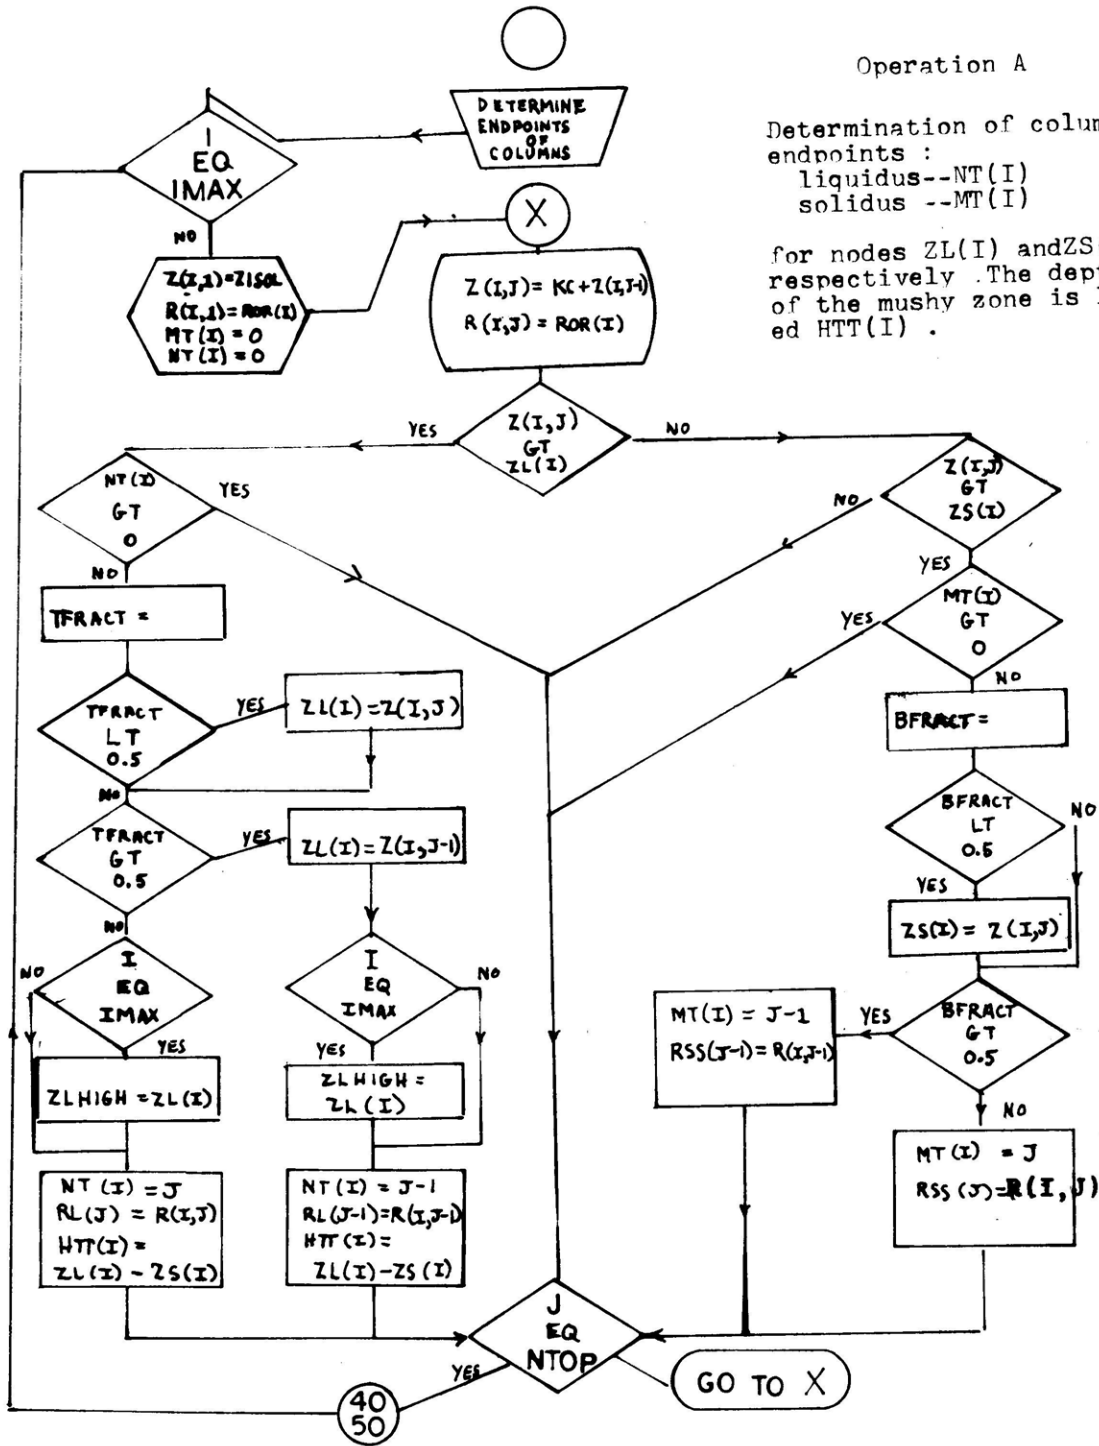 Operation A
Determination of colum
endpoints :
liquidus--NT(I)
solidus --MT(I)
for nodes ZL(I) andZS(
respectively .The dep
of the mushy zone is
ed HTT(I) .
DETERMINE
ENDPOINTS
OF
COLUMNS
I
EQ
IMAX
NO
Z(I,1)=Z1SOL
R(I,1)=ROR(I)
MT(I)=0
NT(I)=0
X
Z(I,J)= KC+Z(I,J-1)
R(I,J)= ROR(I)
Z(I,J)
GT
ZL(I)
YES
NO
NT(I)
GT
0
YES
NO
TFRACT =
TFRACT
LT
0.5
YES
ZL(I)=Z(I,J)
NO
TFRACT
GT
0.5
YES
ZL(I)=Z(I,J-1)
NO
I
EQ
IMAX
NO
YES
ZLHIGH=ZL(I)
I
EQ
IMAX
NO
YES
ZLHIGH=
ZL(I)
NT(I)=J
RL(J)= R(I,J)
HTT(I)=
ZL(I)-ZS(I)
NT(I)= J-1
RL(J-1)=R(I,J-1)
HTT(I)=
ZL(I)-ZS(I)
Z(I,J)
GT
ZS(I)
NO
YES
MT(I)
GT
0
YES
NO
BFRACT=
BFRACT
LT
0.5
NO
YES
ZS(I)= Z(I,J)
BFRACT
GT
0.5
YES
NO
MT(I)= J-1
RSS(J-1)=R(I,J-1)
MT(I) =J
RSS(J)=R(I,J)
J
EQ
NTOP
YES
GO TO X
40
50